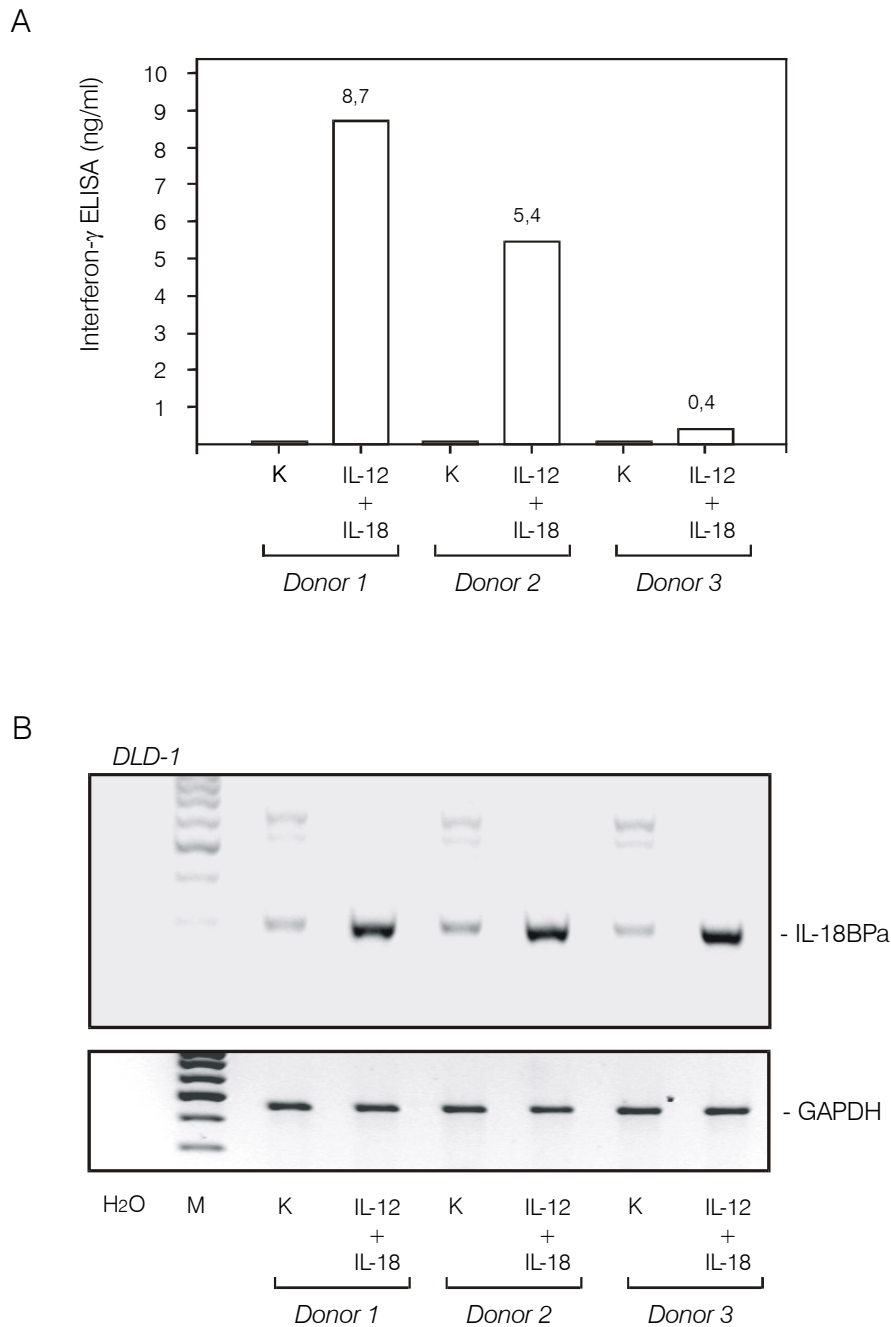 A
Interferon-γ ELISA (ng/ml)
10
9
8
7
6
5
4
3
2
1
8,7
5,4
0,4
K IL-12 K IL-12 K IL-12
+ + +
IL-18 IL-18 IL-18
Donor 1 Donor 2 Donor 3
B
DLD-1
- IL-18BPa
- GAPDH
H2O M K IL-12 K IL-12 K IL-12
+ + +
IL-18 IL-18 IL-18
Donor 1 Donor 2 Donor 3